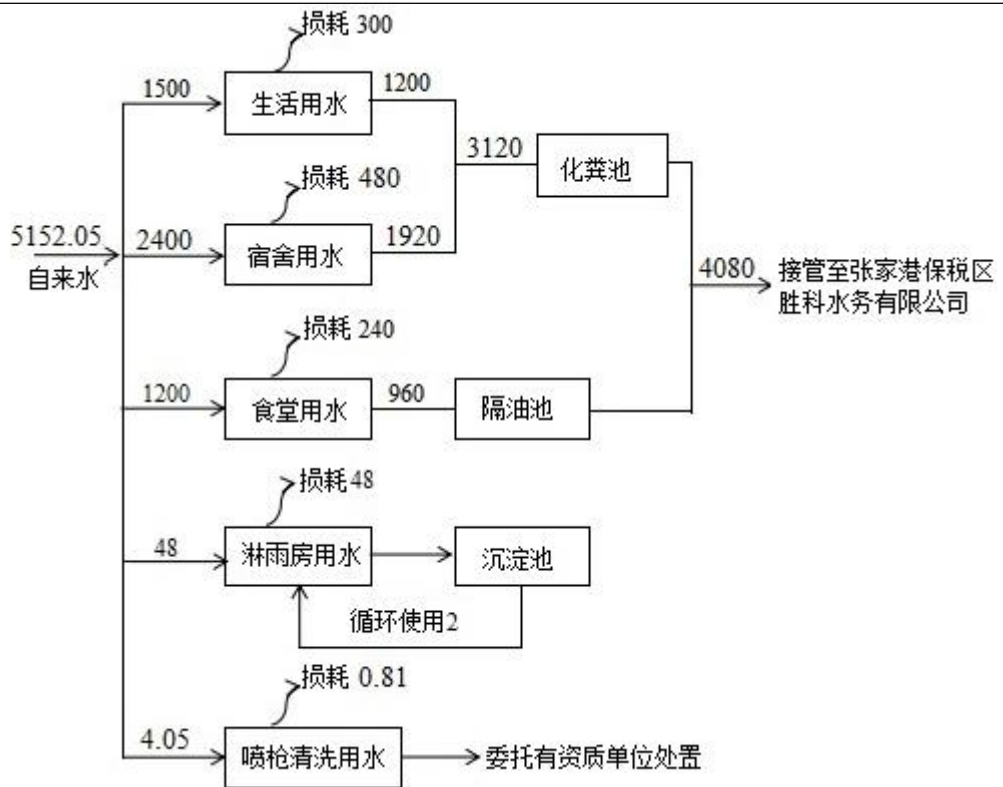 损耗 300
1500
生活用水
1200
3120
化粪池
损耗 480
5152.05
自来水
2400
宿舍用水
1920
4080
接管至张家港保税区
胜科水务有限公司
损耗 240
1200
食堂用水
960
隔油池
损耗48
48
淋雨房用水
沉淀池
循环使用2
损耗 0.81
4.05
喷枪清洗用水
委托有资质单位处置